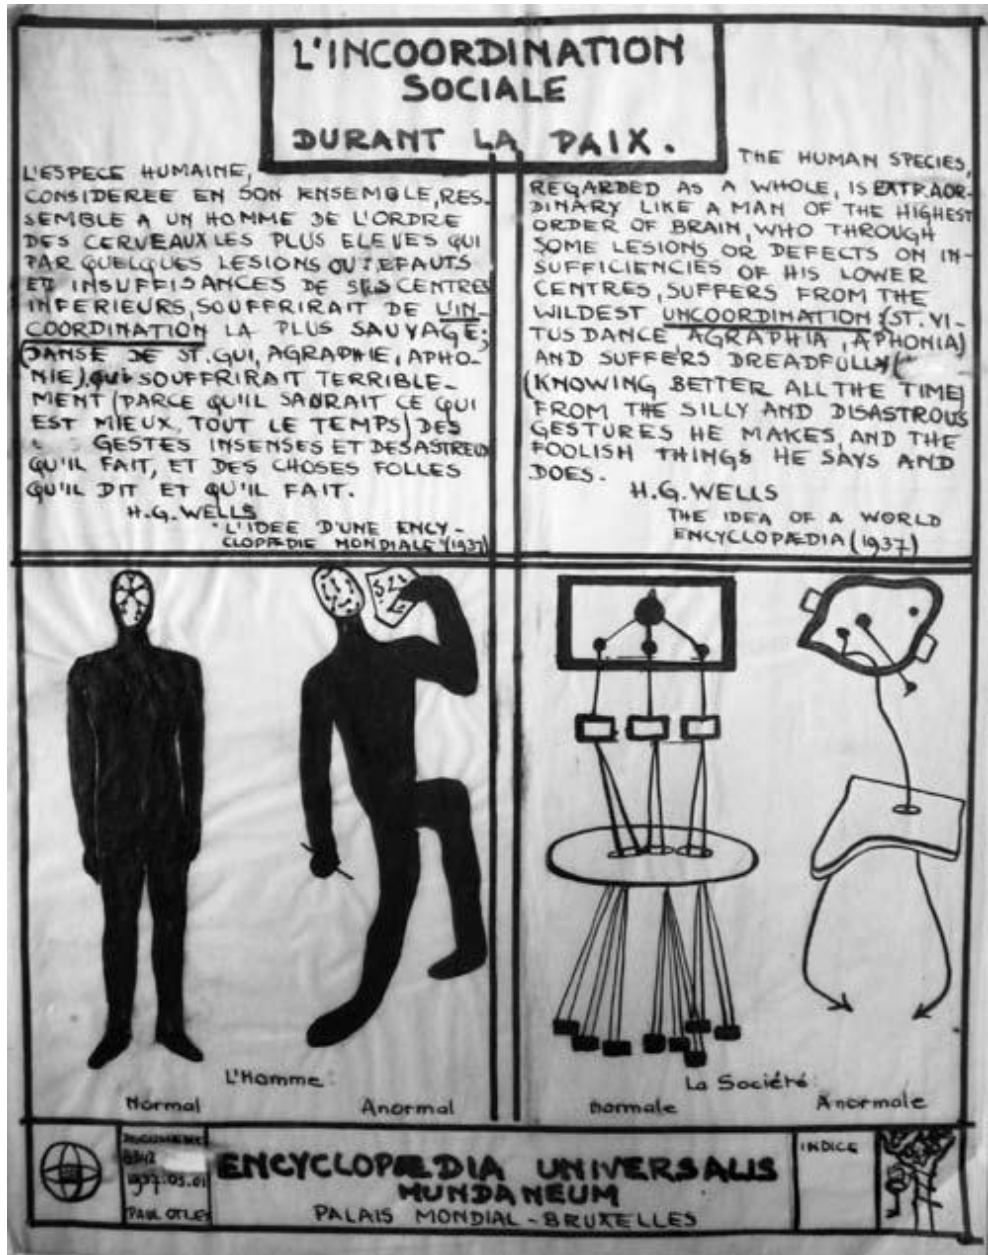 L'INCOORDINATION
SOCIALE
DURANT LA PAIX.
L'ESPECE HUMAINE,
CONSIDEREE EN SON ENSEMBLE, RES-
SEMBLE A UN HOMME DE L'ORDRE
DES CERVEAUX LES PLUS ELEVES QUI
PAR QUELQUES LESIONS OU DEFAUTS
ET INSUFFISANCES DE SES CENTRES
INFERIEURS, SOUFFRIRAIT DE L'IN-
COORDINATION LA PLUS SAUVAGE;
(DANSE DE ST. GUI, AGRAPHIE, APHO-
NIE) QUI SOUFFRIRAIT TERRIBLE-
MENT (PARCE QU'IIL SAURAIT CE QUI
EST MIEUX, TOUT LE TEMPS) DES
GESTES INSENSES ET DESASTREUX
QU'IL FAIT, ET DES CHOSES FOLLES
QU'IL DIT ET QU'IL FAIT.
H.G. WELLS
"L'IDEE D'UNE ENCY-
CLOPÆDIE MONDIALE" (1937)
THE HUMAN SPECIES,
REGARDED AS A WHOLE, IS EXTRAOR-
DINARY LIKE A MAN OF THE HIGHEST
ORDER OF BRAIN, WHO THROUGH
SOME LESIONS OR DEFECTS ON IN-
SUFFICIENCIES OF HIS LOWER
CENTRES, SUFFERS FROM THE
WILDEST UNCOORDINATION; (ST. VI-
TUS DANCE, AGRAPHIA, APHONIA)
AND SUFFERS DREADFULLY
(KNOWING BETTER ALL THE TIME)
FROM THE SILLY AND DISASTROUS
GESTURES HE MAKES AND THE
FOOLISH THINGS HE SAYS AND
DOES.
H.G. WELLS
THE IDEA OF A WORLD
ENCYCLOPÆDIA (1937)
L'Homme:
Normal
Anormal
La Société:
normale
Anormale
DOCUMENT
8342
1937.05.01
PAUL OTLET
ENCYCLOPÆDIA UNIVERSALIS
MUNDANEUM
PALAIS MONDIAL - BRUXELLES
INDICE